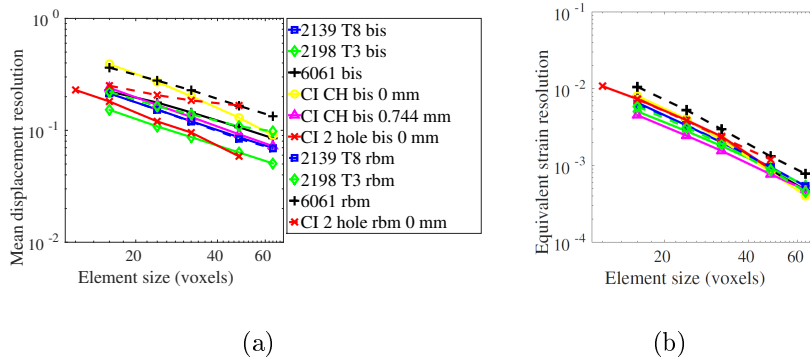 10^0
10^-1
10^-2
Mean displacement resolution
20
40
60
Element size (voxels)
2139 T8 bis
2198 T3 bis
6061 bis
CI CH bis 0 mm
CI CH bis 0.744 mm
CI 2 hole bis 0 mm
2139 T8 rbm
2198 T3 rbm
6061 rbm
CI 2 hole rbm 0 mm
(a)
10^-1
10^-2
10^-3
10^-4
Equivalent strain resolution
20
40
60
Element size (voxels)
(b)